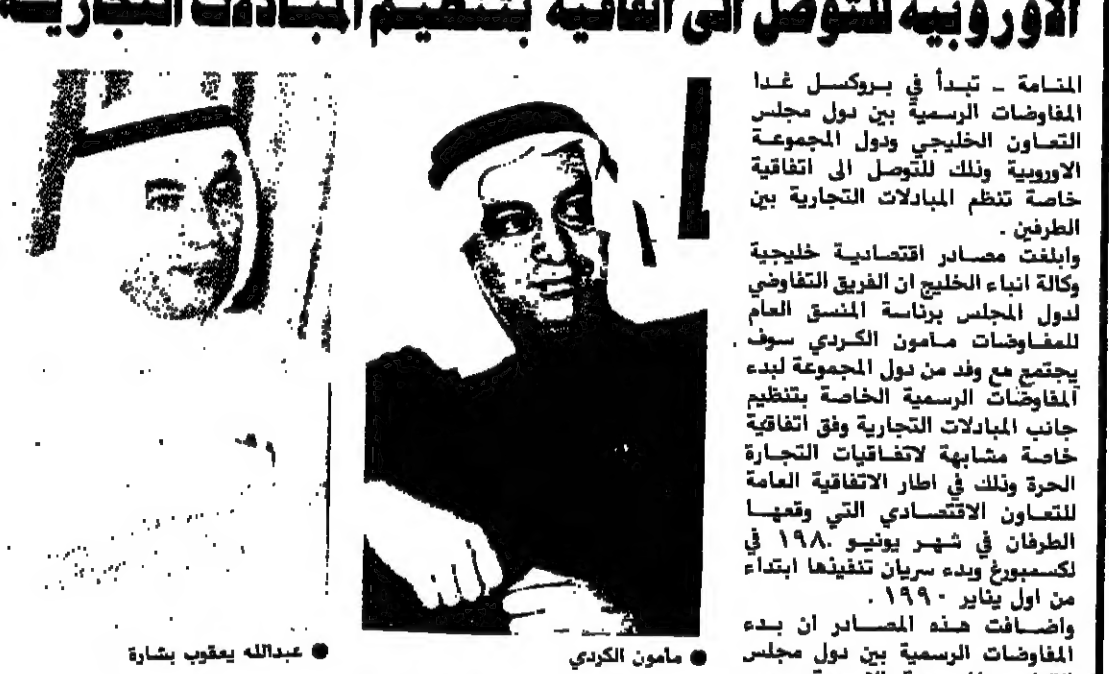 الاوروبية للتوصل الى اتفاقية بتنظيم المبادلات التجارية
المنامة ـ تبدأ في بروكسل غدا
المفاوضات الرسمية بين دول مجلس
التعاون الخليجي ودول المجموعة
الاوروبية وذلك للتوصل الى اتفاقية
خاصة تنظم المبادلات التجارية بين
الطرفين .
وابلغت مصادر اقتصادية خليجية
وكالة انباء الخليج ان الفريق التفاوضي
لدول المجلس برئاسة المنسق العام
للمفاوضات مأمون الكردي سوف
يجتمع مع وفد من دول المجموعة لبدء
المفاوضات الرسمية الخاصة بتنظيم
جانب المبادلات التجارية وفق اتفاقية
خاصة مشابهة لاتفاقيات التجارة
الحرة وذلك في اطار الاتفاقية العامة
للتعاون الاقتصادي التي وقعها
الطرفان في شهر يونيو ١٩٨٠ في
لكسمبورغ وبدء سريان تنفيذها ابتداء
من اول يناير ١٩٩٠ .
واضافت هذه المصادر ان بدء
المفاوضات الرسمية بين دول مجلس
● مأمون الكردي
● عبدالله يعقوب بشارة